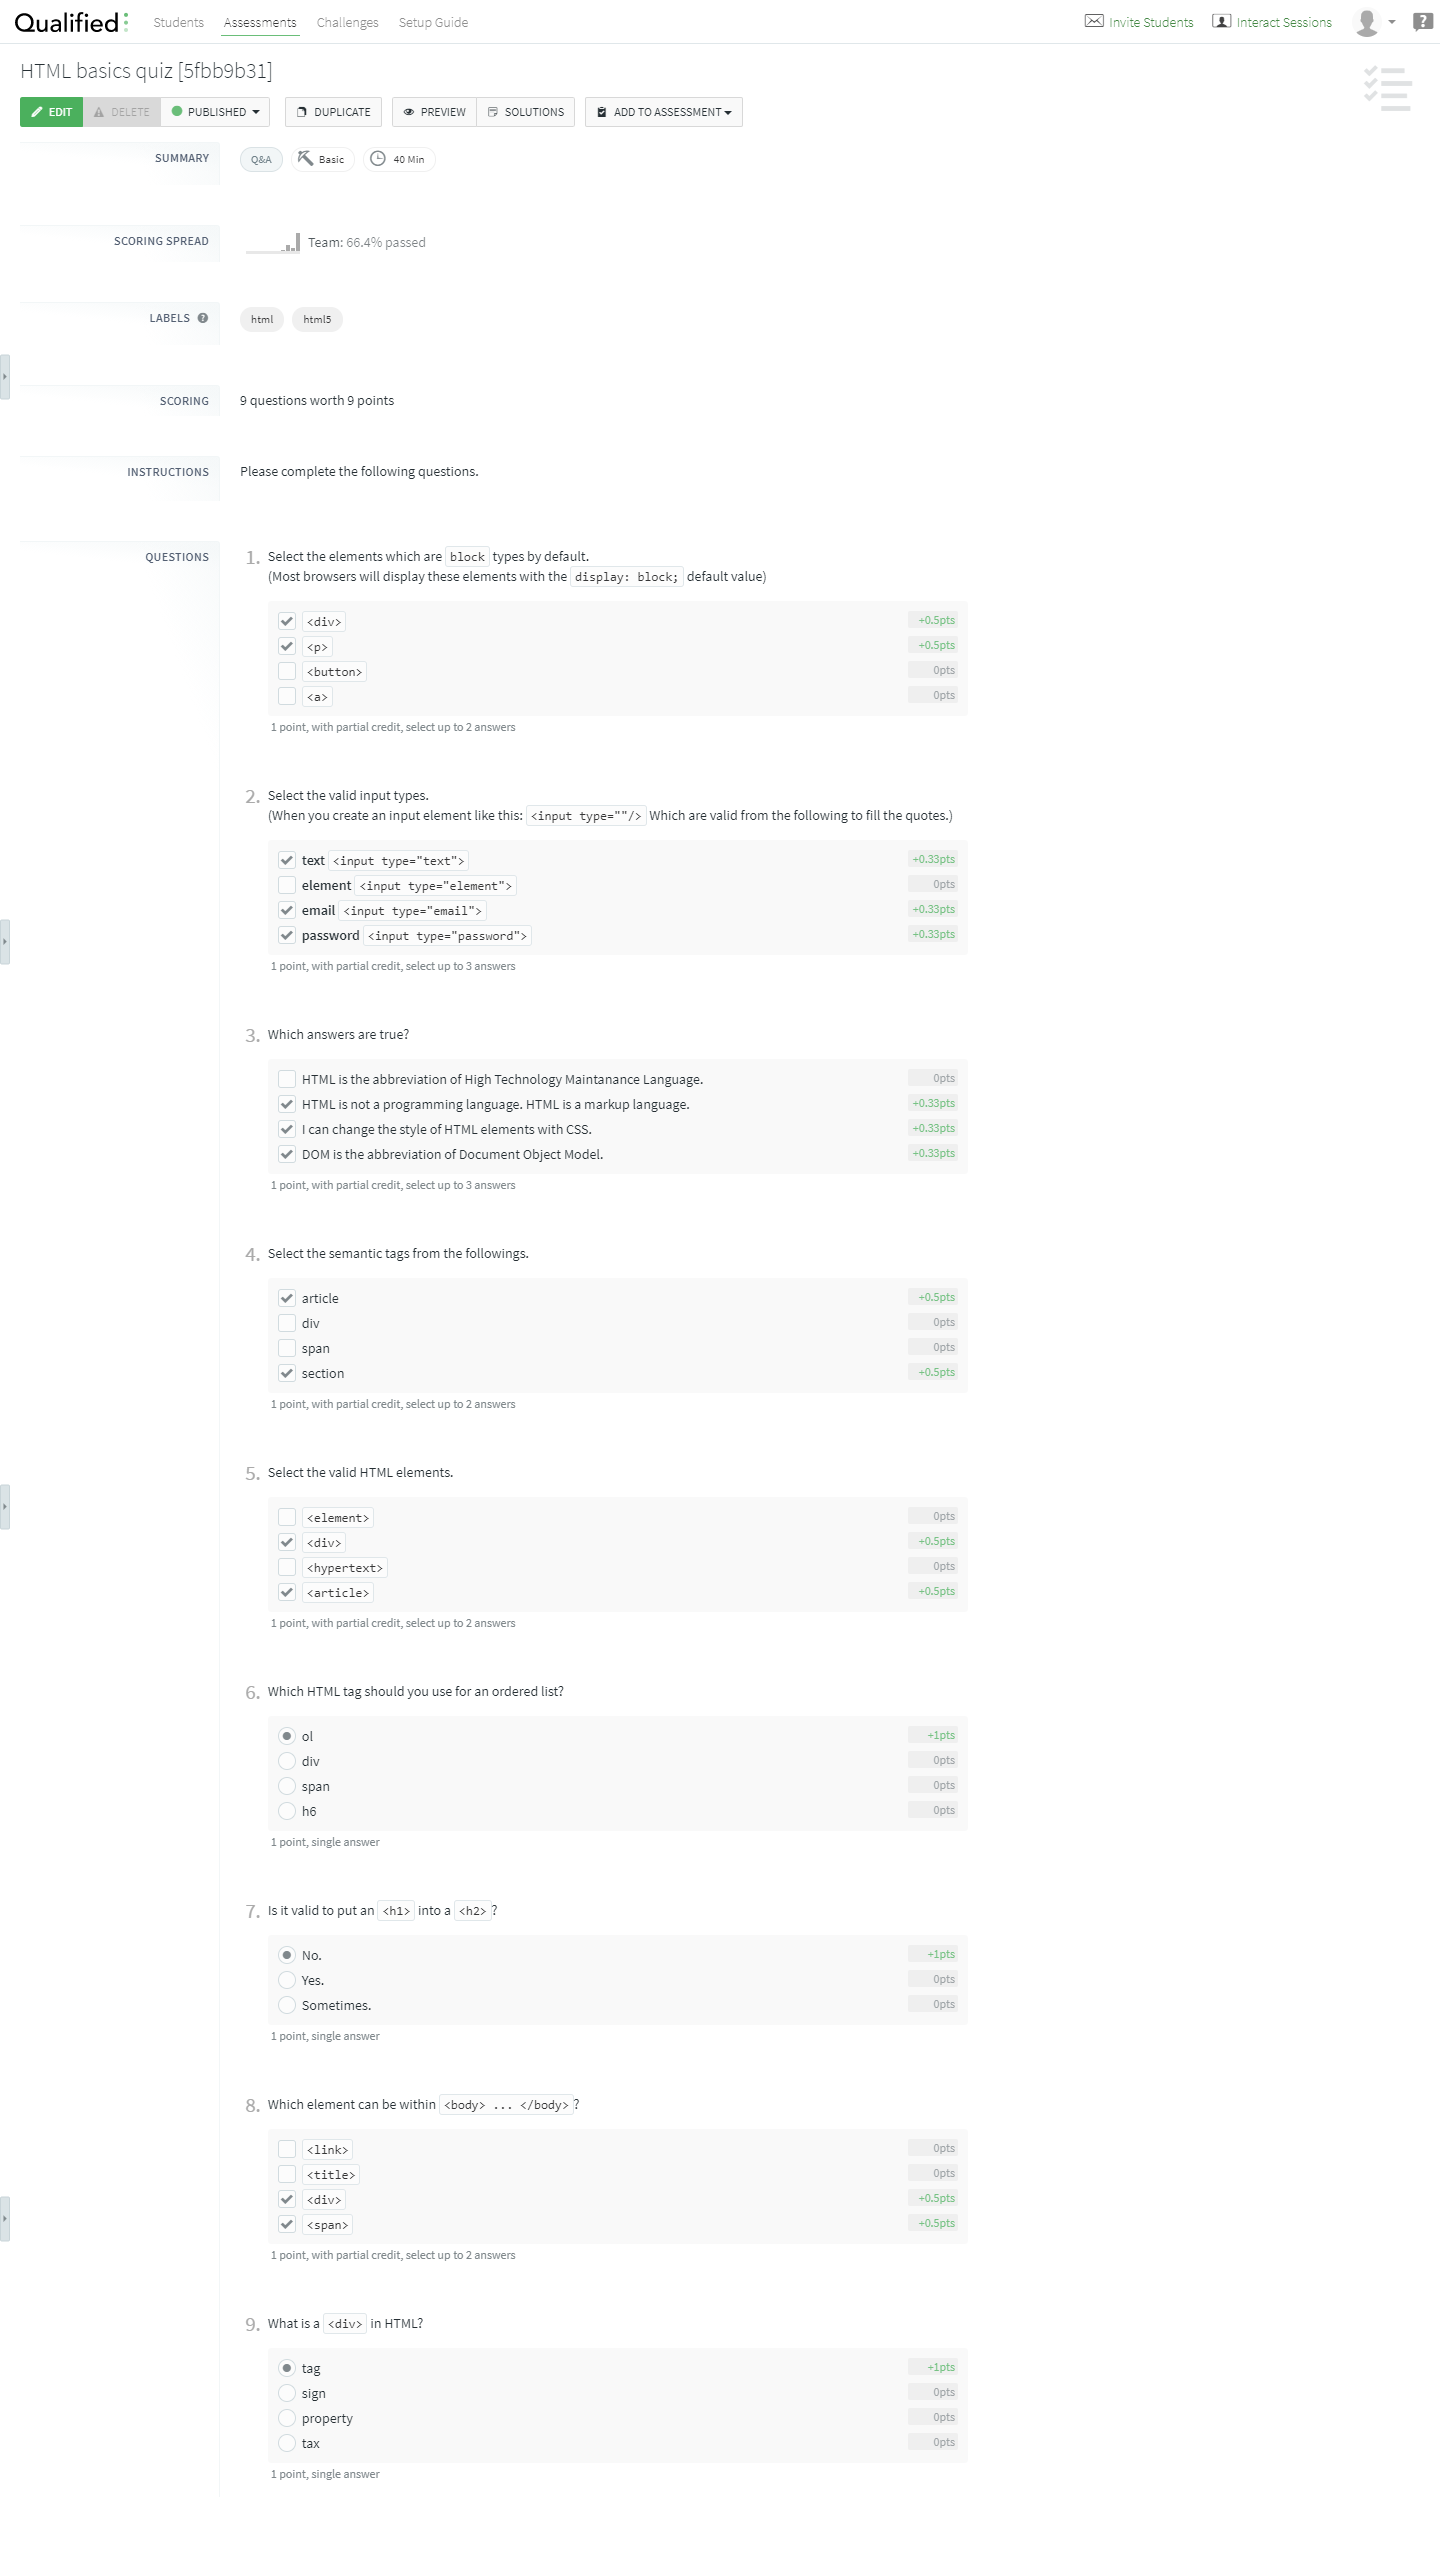 Qualified
Students
Assessments
Challenges
Setup Guide
Invite Students
Interact Sessions
HTML basics quiz [5fbb9b31]
EDIT
DELETE
PUBLISHED
DUPLICATE
PREVIEW
SOLUTIONS
ADD TO ASSESSMENT
SUMMARY
Q&A
Basic
40 Min
SCORING SPREAD
Team: 66.4% passed
LABELS
html
html5
SCORING
9 questions worth 9 points
INSTRUCTIONS
Please complete the following questions.
QUESTIONS
1. Select the elements which are block types by default.
(Most browsers will display these elements with the display: block; default value)
<div> +0.5pts
<p> +0.5pts
<button> 0pts
<a> 0pts
1 point, with partial credit, select up to 2 answers
2. Select the valid input types.
(When you create an input element like this: <input type=""/> Which are valid from the following to fill the quotes.)
text <input type="text"> +0.33pts
element <input type="element"> 0pts
email <input type="email"> +0.33pts
password <input type="password"> +0.33pts
1 point, with partial credit, select up to 3 answers
3. Which answers are true?
HTML is the abbreviation of High Technology Maintanance Language. 0pts
HTML is not a programming language. HTML is a markup language. +0.33pts
I can change the style of HTML elements with CSS. +0.33pts
DOM is the abbreviation of Document Object Model. +0.33pts
1 point, with partial credit, select up to 3 answers
4. Select the semantic tags from the followings.
article +0.5pts
div 0pts
span 0pts
section +0.5pts
1 point, with partial credit, select up to 2 answers
5. Select the valid HTML elements.
<element> 0pts
<div> +0.5pts
<hypertext> 0pts
<article> +0.5pts
1 point, with partial credit, select up to 2 answers
6. Which HTML tag should you use for an ordered list?
ol +1pts
div 0pts
span 0pts
h6 0pts
1 point, single answer
7. Is it valid to put an <h1> into a <h2>?
No. +1pts
Yes. 0pts
Sometimes. 0pts
1 point, single answer
8. Which element can be within <body> ... </body>?
<link> 0pts
<title> 0pts
<div> +0.5pts
<span> +0.5pts
1 point, with partial credit, select up to 2 answers
9. What is a <div> in HTML?
tag +1pts
sign 0pts
property 0pts
tax 0pts
1 point, single answer